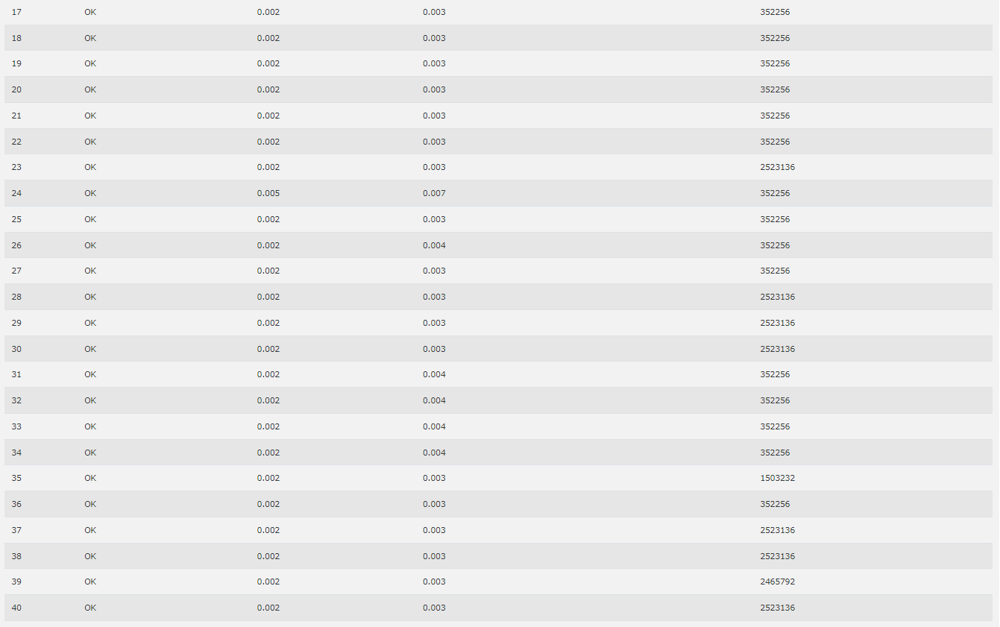 17 OK 0.002 0.003 352256
18 OK 0.002 0.003 352256
19 OK 0.002 0.003 352256
20 OK 0.002 0.003 352256
21 OK 0.002 0.003 352256
22 OK 0.002 0.003 352256
23 OK 0.002 0.003 2523136
24 OK 0.005 0.007 352256
25 OK 0.002 0.003 352256
26 OK 0.002 0.004 352256
27 OK 0.002 0.003 352256
28 OK 0.002 0.003 2523136
29 OK 0.002 0.003 2523136
30 OK 0.002 0.003 2523136
31 OK 0.002 0.004 352256
32 OK 0.002 0.004 352256
33 OK 0.002 0.004 352256
34 OK 0.002 0.004 352256
35 OK 0.002 0.003 1503232
36 OK 0.002 0.003 352256
37 OK 0.002 0.003 2523136
38 OK 0.002 0.003 2523136
39 OK 0.002 0.003 2465792
40 OK 0.002 0.003 2523136